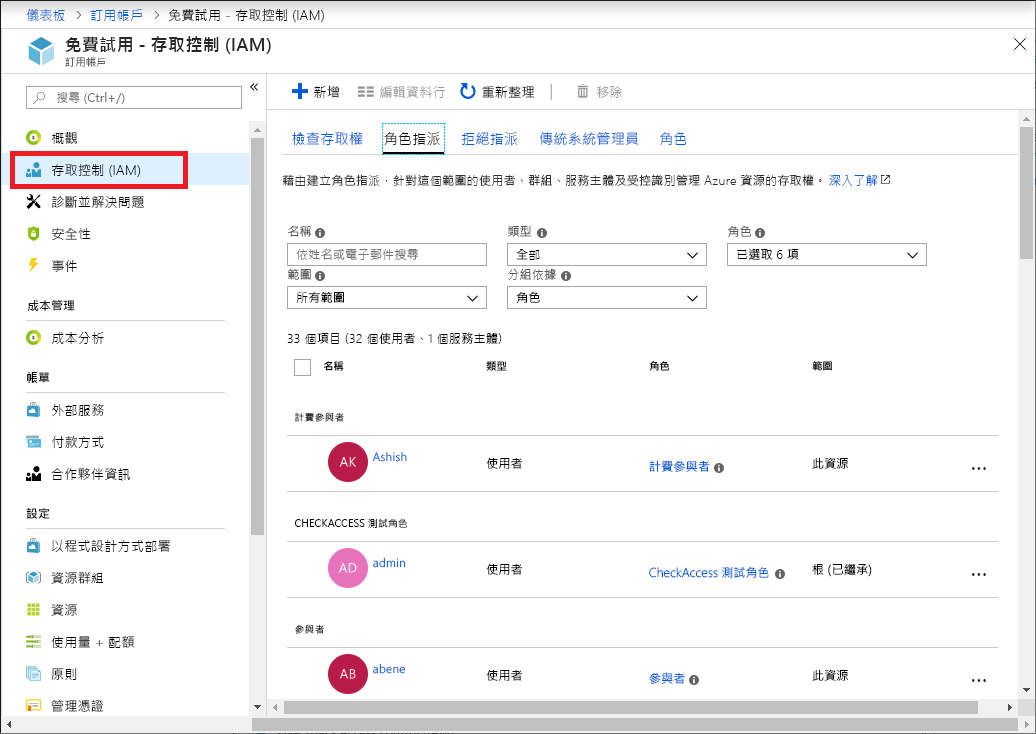 儀表板 > 訂用帳戶 > 免費試用 - 存取控制 (IAM)
免費試用 - 存取控制 (IAM)
訂用帳戶
搜尋 (Ctrl+/)
概觀
存取控制 (IAM)
診斷並解決問題
安全性
事件
成本管理
成本分析
帳單
外部服務
付款方式
合作夥伴資訊
設定
以程式設計方式部署
資源群組
資源
使用量 + 配額
原則
管理憑證
新增 編輯資料行 重新整理 移除
檢查存取權 角色指派 拒絕指派 傳統系統管理員 角色
藉由建立角色指派，針對這個範圍的使用者、群組、服務主體及受控識別管理 Azure 資源的存取權。 深入了解
名稱 類型 角色
依姓名或電子郵件搜尋 全部 已選取 6 項
範圍 分組依據
所有範圍 角色
33 個項目 (32 個使用者、1 個服務主體)
名稱 類型 角色 範圍
計費參與者
AK Ashish 使用者 計費參與者 此資源 ...
CHECKACCESS 測試角色
AD admin 使用者 CheckAccess 測試角色 根 (已繼承) ...
參與者
AB abene 使用者 參與者 此資源 ...